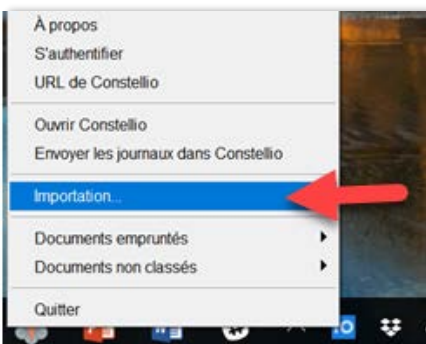 À propos
S'authentifier
URL de Constellio
Ouvrir Constellio
Envoyer les journaux dans Constellio
Importation...
Documents empruntés
Documents non classés
Quitter